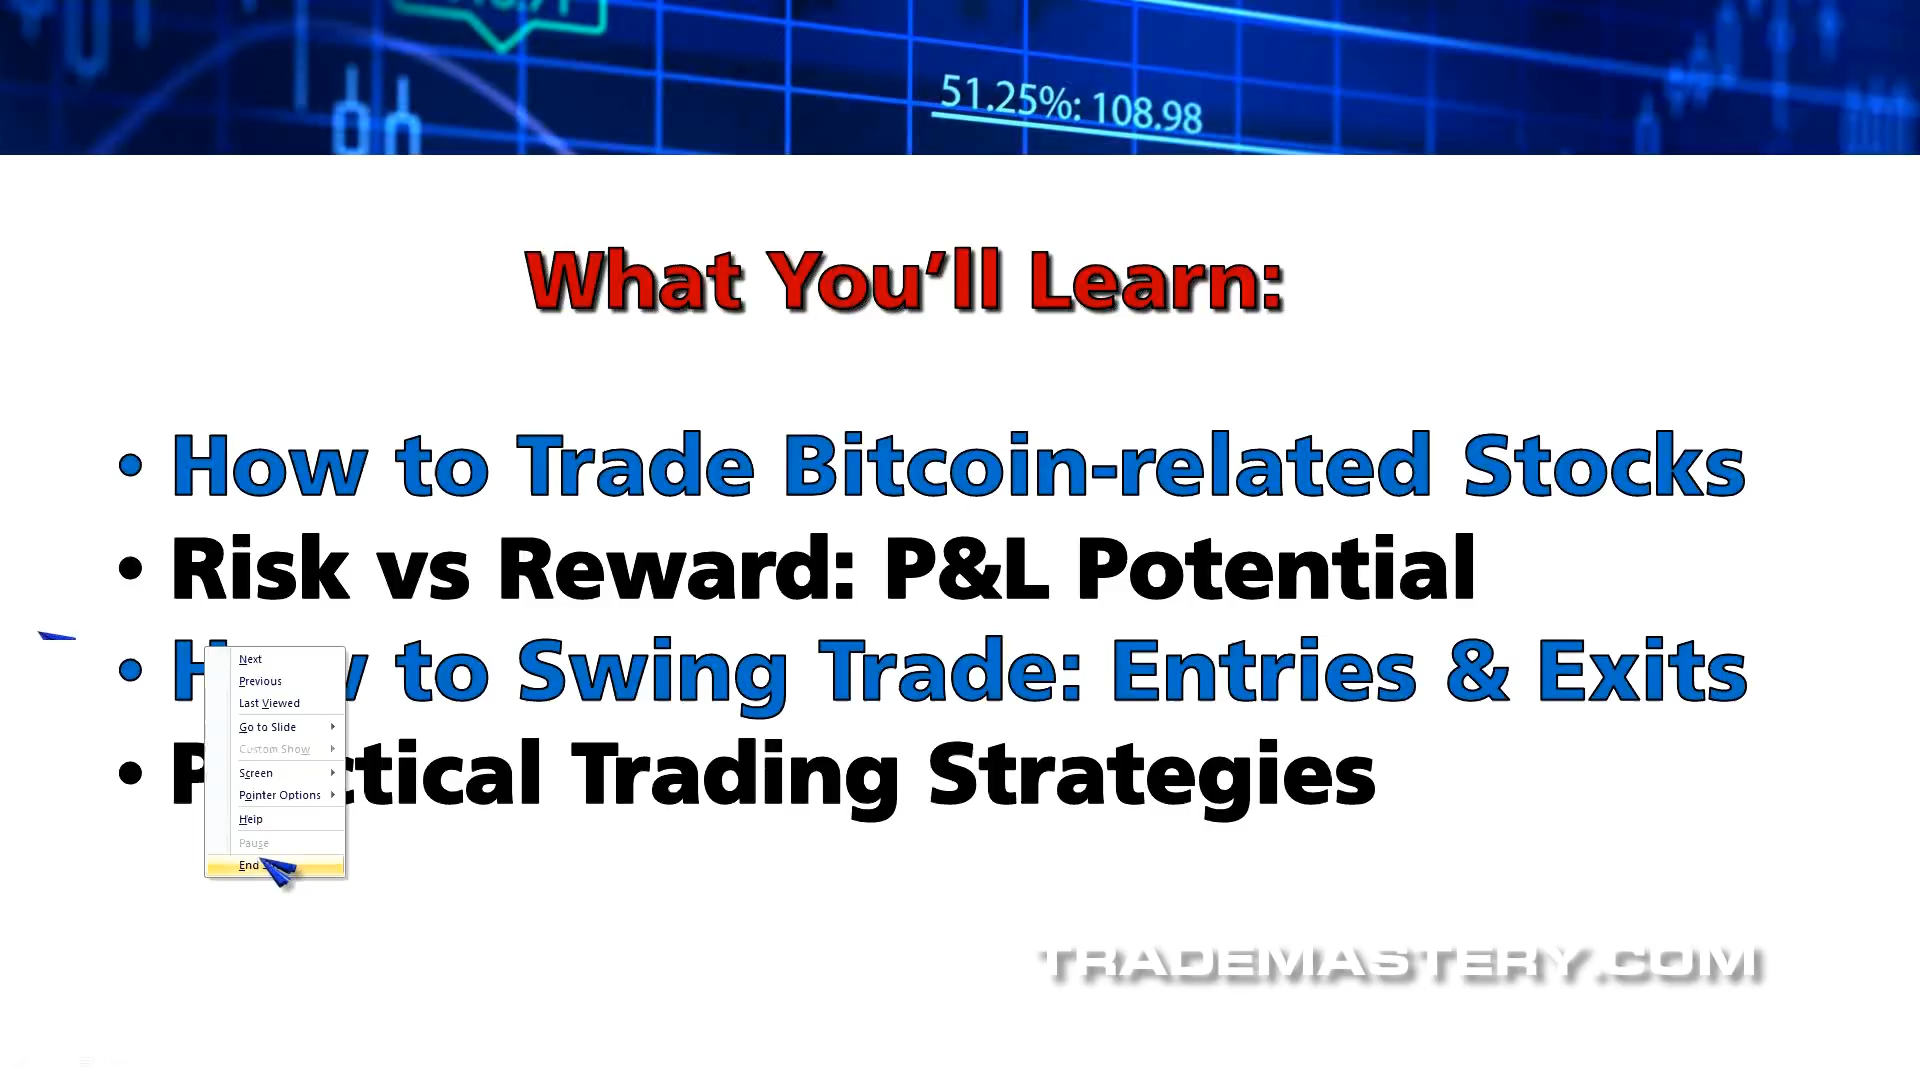 51.25%: 108.98
What You’ll Learn:
• How to Trade Bitcoin-related Stocks
• Risk vs Reward: P&L Potential
• to Swing Trade: Entries & Exits
• Trading Strategies
Next
Previous
Last Viewed
Go to Slide
Custom Show
Screen
Pointer Options
Help
Pause
End
TRADEMASTERY.COM